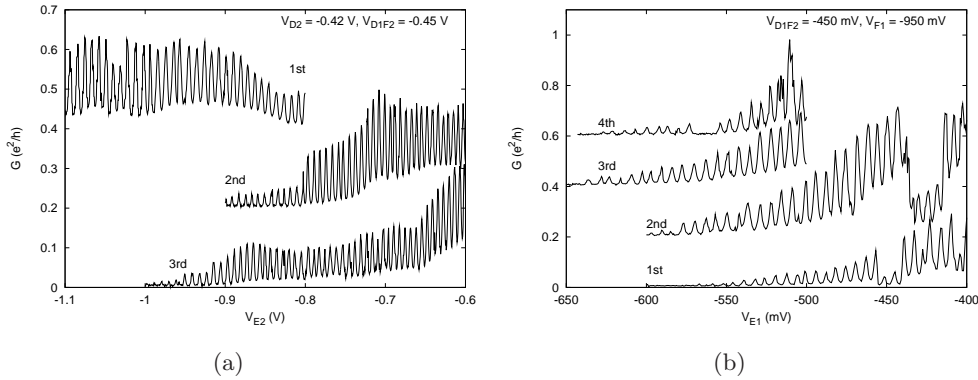 V_D2 = -0.42 V, V_D1F2 = -0.45 V
G (e²/h)
0.7
0.6
0.5
0.4
0.3
0.2
0.1
0
1st
2nd
3rd
-1.1
-1
-0.9
-0.8
-0.7
-0.6
V_E2 (V)
(a)
V_D1F2 = -450 mV, V_F1 = -950 mV
G (e²/h)
1
0.8
0.6
0.4
0.2
0
4th
3rd
2nd
1st
-650
-600
-550
-500
-450
-400
V_E1 (mV)
(b)